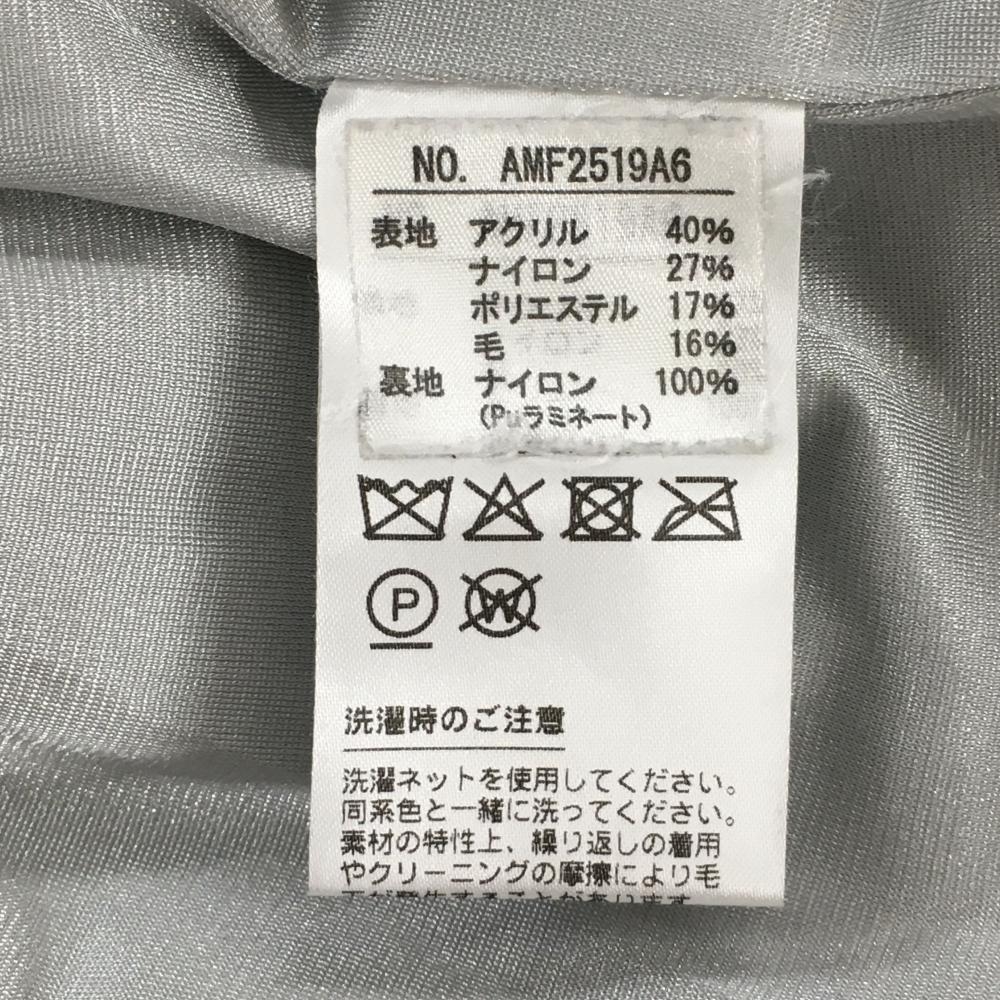 NO. AMF2519A6
表地 アクリル 40%
ナイロン 27%
ポリエステル 17%
毛 16%
裏地 ナイロン 100%
(Puラミネート)
P W
洗濯時のご注意
洗濯ネットを使用してください。
同系色と一緒に洗ってください。
素材の特性上、繰り返しの着用
やクリーニングの摩擦により毛